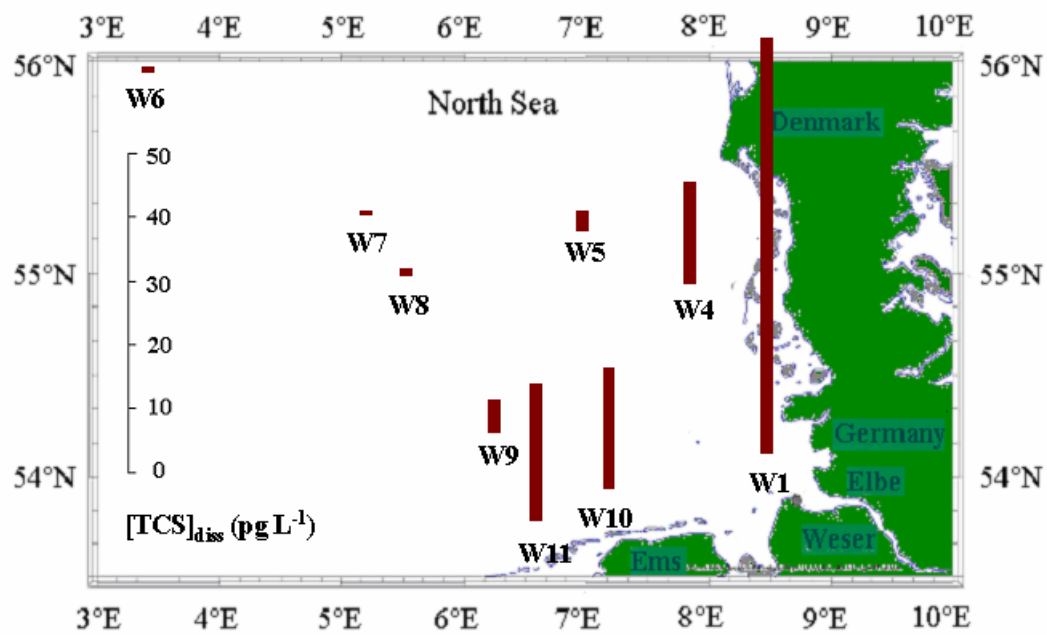 3°E 4°E 5°E 6°E 7°E 8°E 9°E 10°E
56°N 56°N
W6
North Sea
Denmark
50
40
W7
W5
55°N 55°N
30
W8
W4
20
10
Germany
W9
0
54°N 54°N
W1
Elbe
W10
[TCS]diss (pg L-1)
Weser
W11
Ems
3°E 4°E 5°E 6°E 7°E 8°E 9°E 10°E